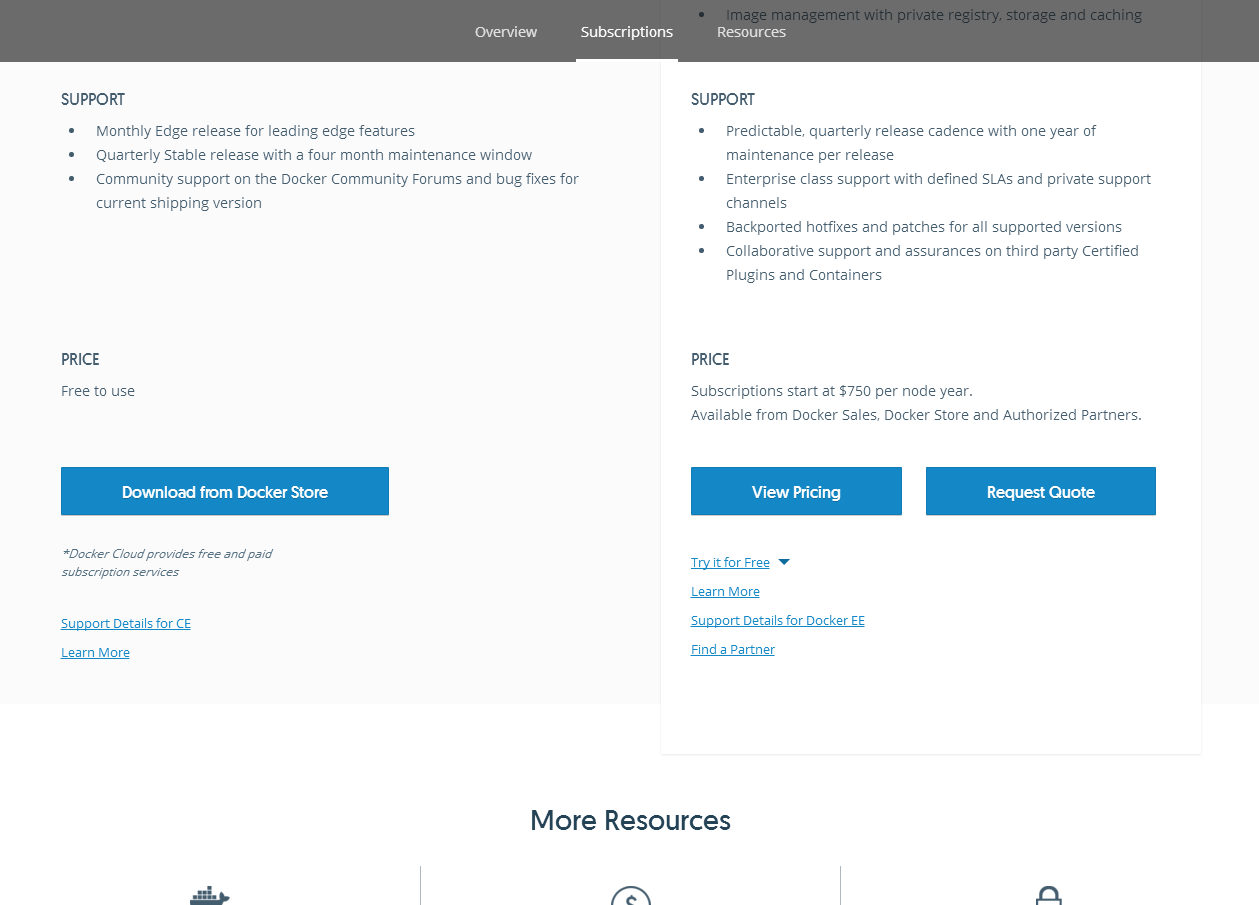 Image management with private registry, storage and caching
Overview
Subscriptions
Resources
SUPPORT
Monthly Edge release for leading edge features
Quarterly Stable release with a four month maintenance window
Community support on the Docker Community Forums and bug fixes for
current shipping version
PRICE
Free to use
Download from Docker Store
*Docker Cloud provides free and paid
subscription services
Support Details for CE
Learn More
SUPPORT
Predictable, quarterly release cadence with one year of
maintenance per release
Enterprise class support with defined SLAs and private support
channels
Backported hotfixes and patches for all supported versions
Collaborative support and assurances on third party Certified
Plugins and Containers
PRICE
Subscriptions start at $750 per node year.
Available from Docker Sales, Docker Store and Authorized Partners.
View Pricing
Request Quote
Try it for Free
Learn More
Support Details for Docker EE
Find a Partner
More Resources